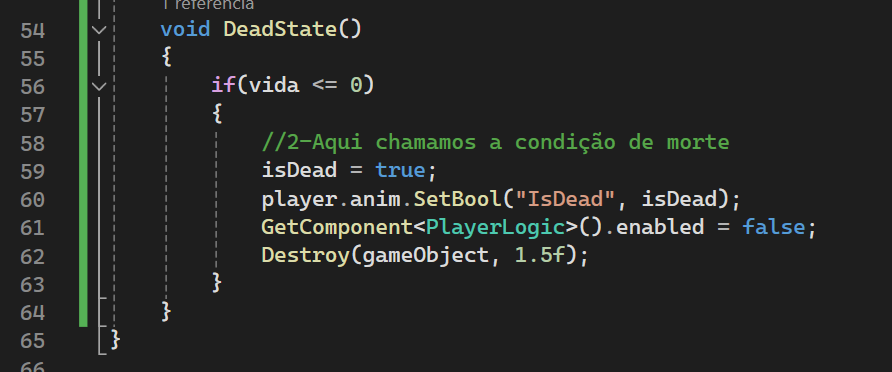 1 referência
54 void DeadState()
55 {
56 if(vida <= 0)
57 {
58 //2-Aqui chamamos a condição de morte
59 isDead = true;
60 player.anim.SetBool("IsDead", isDead);
61 GetComponent<PlayerLogic>().enabled = false;
62 Destroy(gameObject, 1.5f);
63 }
64 }
65 }
66